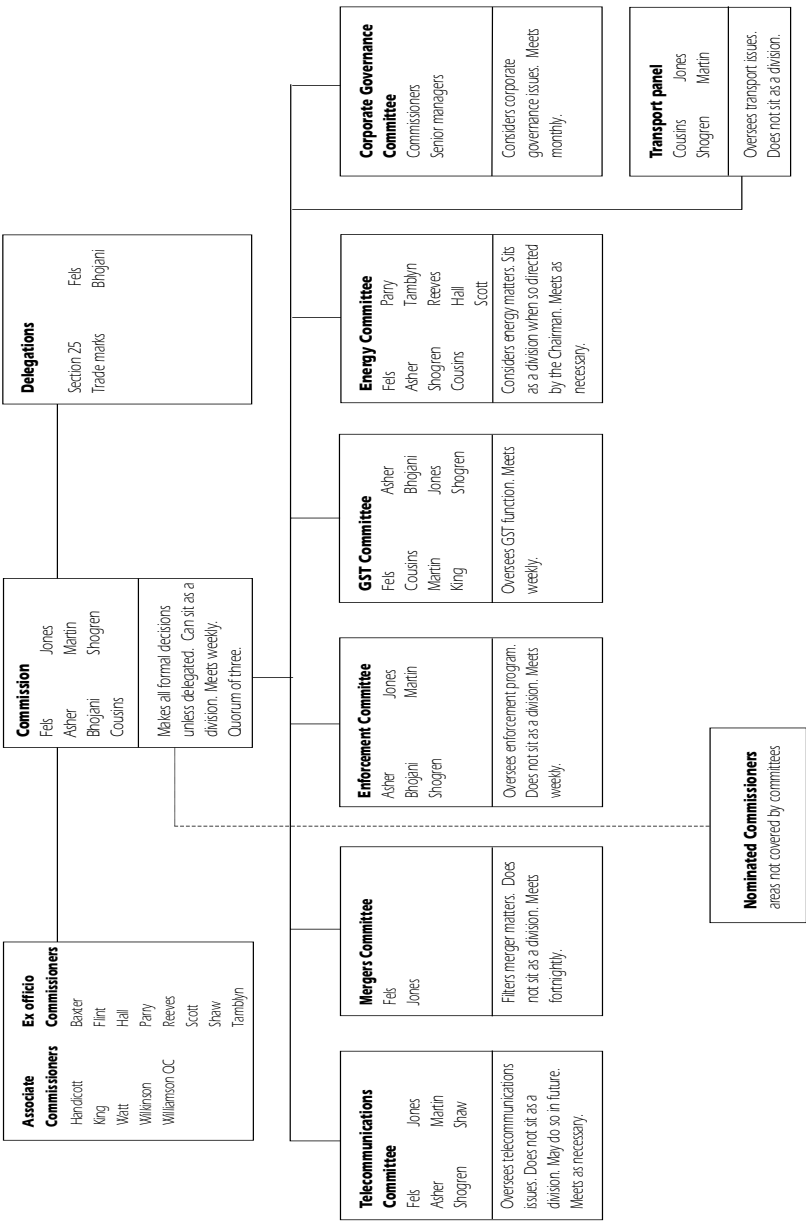 Associate
Commissioners
Handicott
King
Watt
Wilkinson
Williamson QC
Ex officio
Commissioners
Baxter
Flint
Hall
Parry
Reeves
Scott
Shaw
Tamblyn
Commission
Fels Jones
Asher Martin
Bhojani Shogren
Cousins
Makes all formal decisions
unless delegated. Can sit as a
division. Meets weekly.
Quorum of three.
Delegations
Section 25 Fels
Trade marks Bhojani
Telecommunications
Committee
Fels Jones
Asher Martin
Shogren Shaw
Oversees telecommunications
issues. Does not sit as a
division. May do so in future.
Meets as necessary.
Mergers Committee
Fels
Jones
Filters merger matters. Does
not sit as a division. Meets
fortnightly.
Enforcement Committee
Asher Jones
Bhojani Martin
Shogren
Oversees enforcement program.
Does not sit as a division. Meets
weekly.
GST Committee
Fels Asher
Cousins Bhojani
Martin Jones
King Shogren
Oversees GST function. Meets
weekly.
Energy Committee
Fels Parry
Asher Tamblyn
Shogren Reeves
Cousins Hall
Scott
Considers energy matters. Sits
as a division when so directed
by the Chairman. Meets as
necessary.
Corporate Governance
Committee
Commissioners
Senior managers
Considers corporate
governance issues. Meets
monthly.
Nominated Commissioners
areas not covered by committees
Transport panel
Cousins Jones
Shogren Martin
Oversees transport issues.
Does not sit as a division.